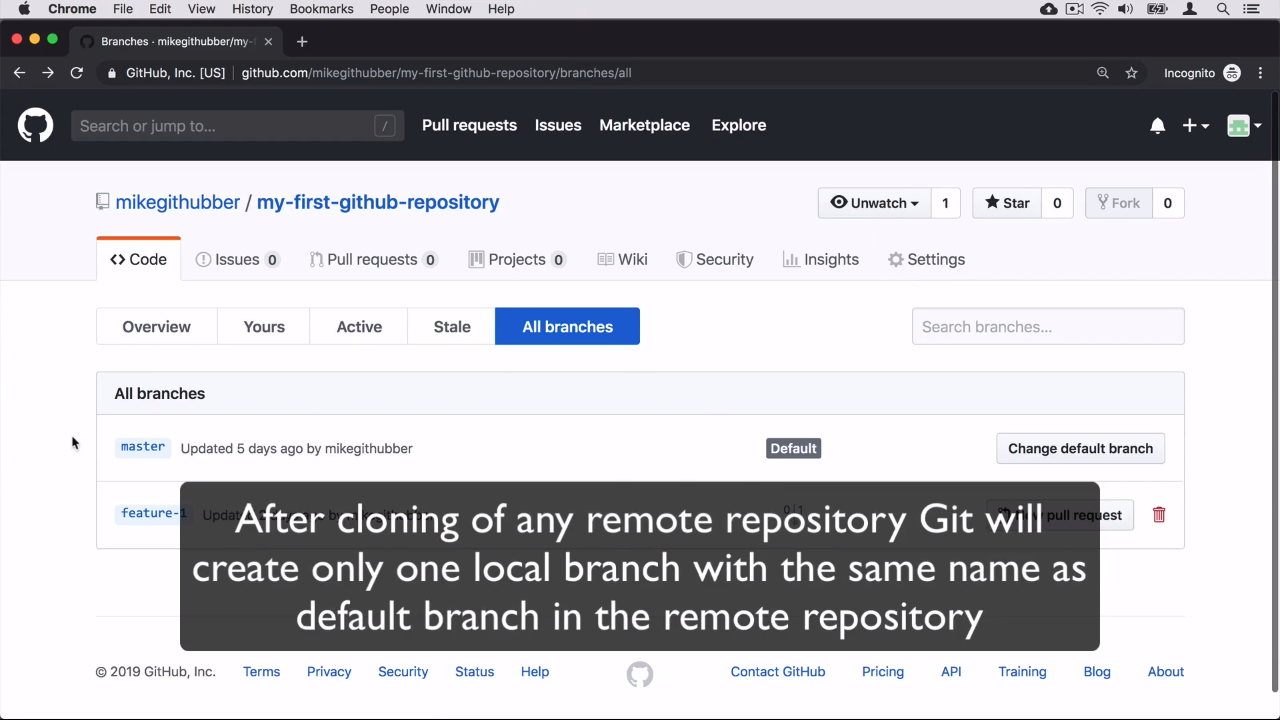 Chrome File Edit View History Bookmarks People Window Help
Branches · mikegithubber/my-
GitHub, Inc. [US] github.com/mikegithubber/my-first-github-repository/branches/all Incognito
Search or jump to... / Pull requests Issues Marketplace Explore
mikegithubber / my-first-github-repository Unwatch 1 Star 0 Fork 0
<> Code Issues 0 Pull requests 0 Projects 0 Wiki Security Insights Settings
Overview Yours Active Stale All branches Search branches...
All branches
master Updated 5 days ago by mikegithubber Default Change default branch
feature-1 pull request
After cloning of any remote repository Git will
create only one local branch with the same name as
default branch in the remote repository
© 2019 GitHub, Inc. Terms Privacy Security Status Help Contact GitHub Pricing API Training Blog About